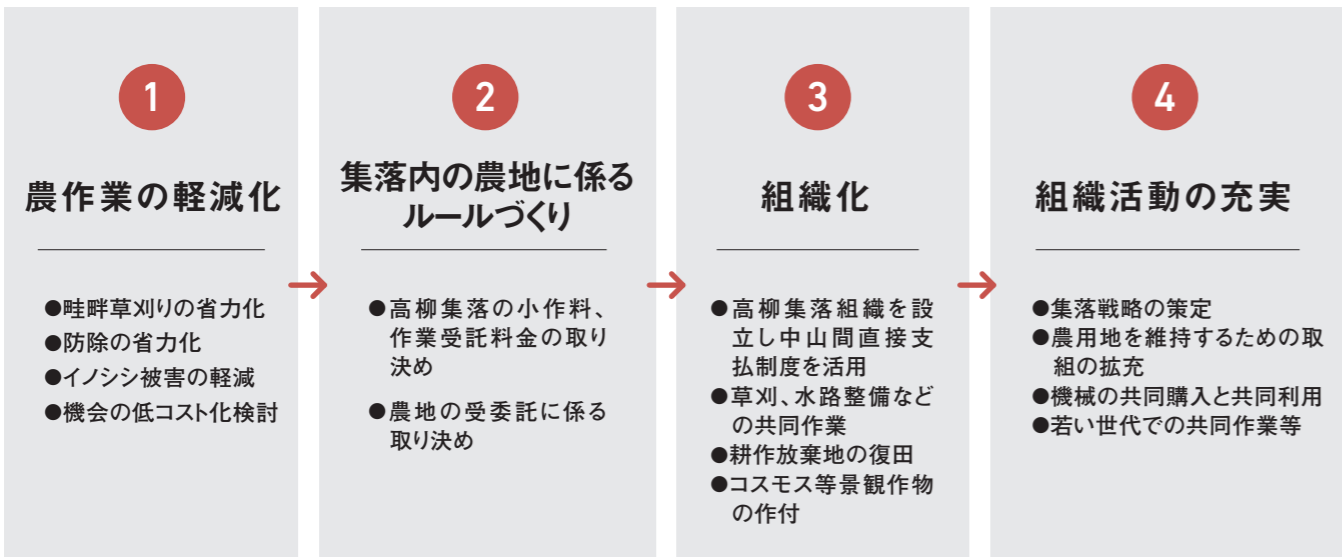 1
農作業の軽減化
●畦畔草刈りの省力化
●防除の省力化
●イノシシ被害の軽減
●機会の低コスト化検討
2
集落内の農地に係る
ルールづくり
●高柳集落の小作料、
作業受託料金の取り
決め
●農地の受委託に係る
取り決め
3
組織化
●高柳集落組織を設
立し中山間直接支
払制度を活用
●草刈、水路整備など
の共同作業
●耕作放棄地の復田
●コスモス等景観作物
の作付
4
組織活動の充実
●集落戦略の策定
●農用地を維持するための取
組の拡充
●機械の共同購入と共同利用
●若い世代での共同作業等